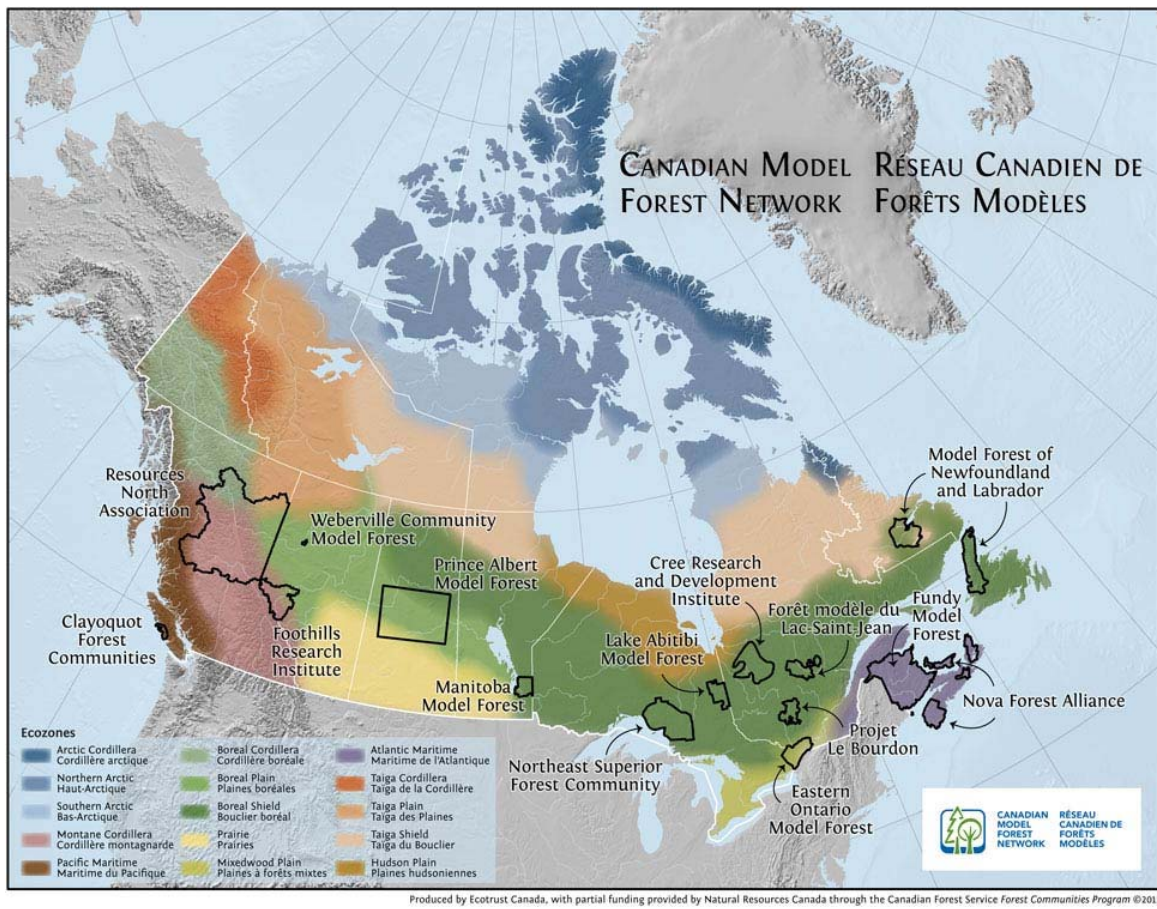 CANADIAN MODEL
FOREST NETWORK
RÉSEAU CANADIEN DE
FORÊTS MODÈLES
Resources
North
Association
Weberville Community
Model Forest
Prince Albert
Model Forest
Clayoquot
Forest
Communities
Foothills
Research
Institute
Manitoba
Model Forest
Cree Research
and Development
Institute
Lake Abitibi
Model Forest
Forêt modèle du
Lac-Saint-Jean
Model Forest of
Newfoundland
and Labrador
Fundy
Model
Forest
Nova Forest Alliance
Projet
Le Bourdon
Northeast Superior
Forest Community
Eastern
Ontario
Model Forest
Ecozones
Arctic Cordillera
Cordillère arctique
Northern Arctic
Haut-Arctique
Southern Arctic
Bas-Arctique
Montane Cordillera
Cordillère montagnarde
Pacific Maritime
Maritime du Pacifique
Boreal Cordillera
Cordillère boréale
Boreal Plain
Plaines boréales
Boreal Shield
Bouclier boréal
Prairie
Prairies
Mixedwood Plain
Plaines à forêts mixtes
Atlantic Maritime
Maritime de l'Atlantique
Taiga Cordillera
Taïga de la Cordillère
Taiga Plain
Taïga des Plaines
Taiga Shield
Taïga du Bouclier
Hudson Plain
Plaines hudsoniennes
CANADIAN
MODEL
FOREST
NETWORK
RÉSEAU
CANADIEN DE
FORÊTS
MODÈLES
Produced by Ecotrust Canada, with partial funding provided by Natural Resources Canada through the Canadian Forest Service Forest Communities Program